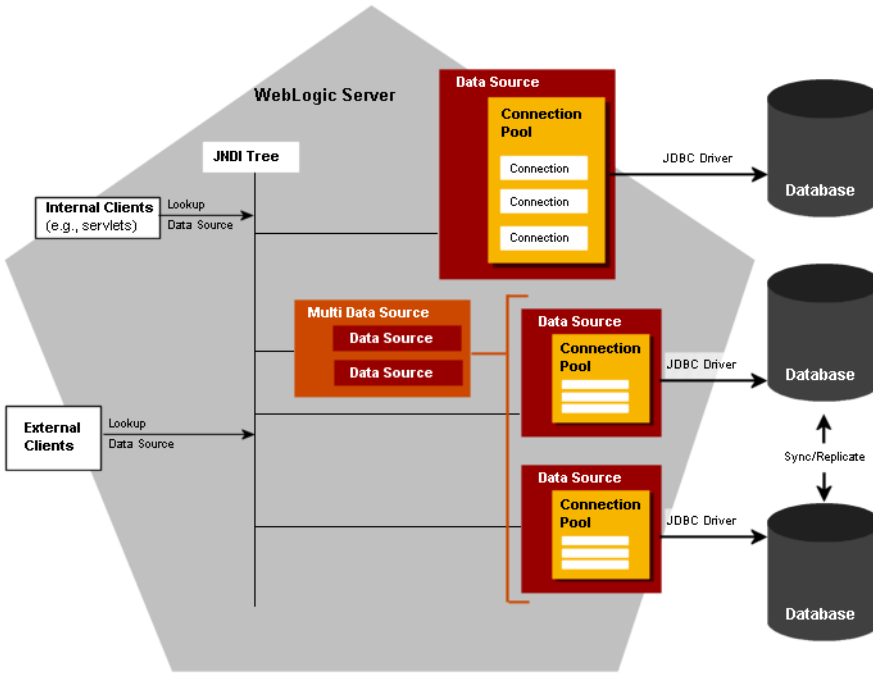 WebLogic Server
Data Source
Connection
Pool
Connection
Connection
Connection
JDBC Driver
Database
JNDI Tree
Internal Clients
(e.g., servlets)
Lookup
Data Source
Multi Data Source
Data Source
Data Source
Data Source
Connection
Pool
JDBC Driver
Database
External
Clients
Lookup
Data Source
Sync/Replicate
Data Source
Connection
Pool
JDBC Driver
Database